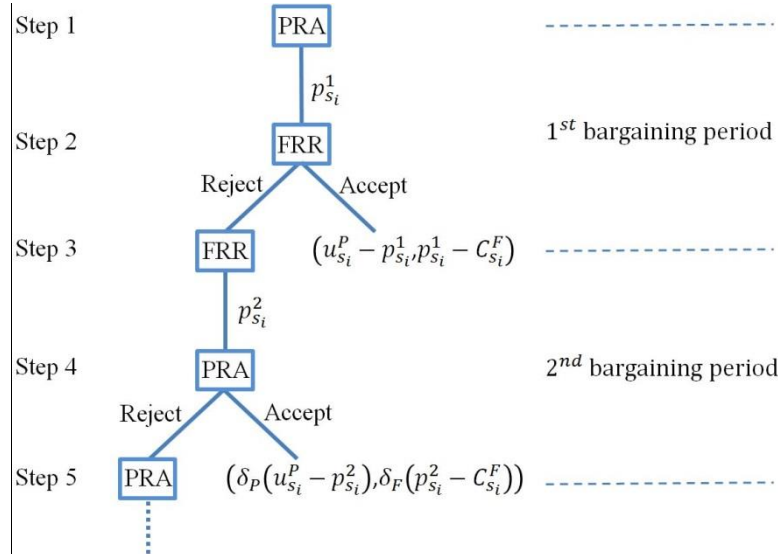 Step 1 PRA
p_{s_i}^1
Step 2 FRR 1^{st} bargaining period
Reject Accept
Step 3 FRR (u_{s_i}^P − p_{s_i}^1, p_{s_i}^1 − C_{s_i}^F)
p_{s_i}^2
Step 4 PRA 2^{nd} bargaining period
Reject Accept
Step 5 PRA (δ_P(u_{s_i}^P − p_{s_i}^2), δ_F(p_{s_i}^2 − C_{s_i}^F))